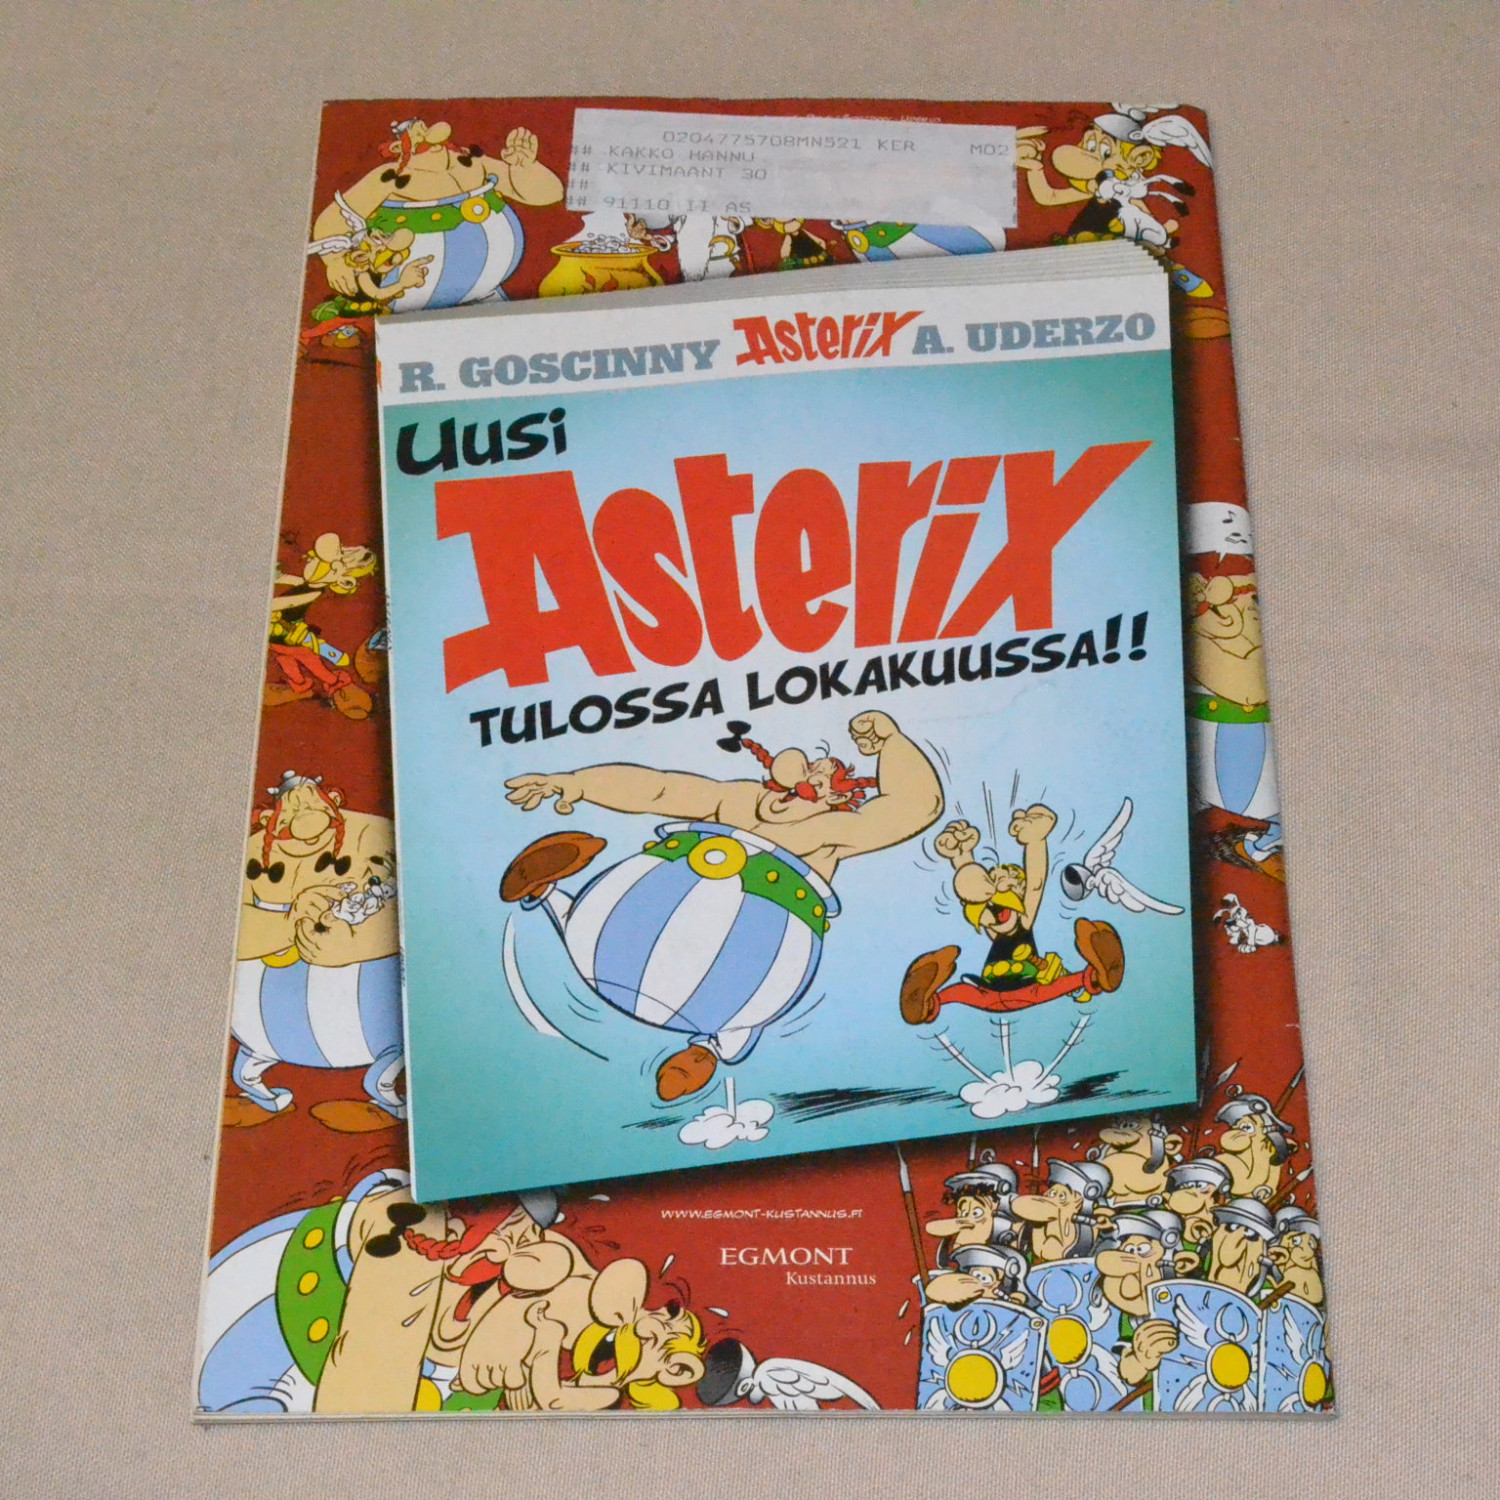 0204775708MN521 KER M02
## KAKKO HANNU
## KIVIMAANT 30
##
## 91110 II AS
R. GOSCINNY Asterix A. UDERZO
Uusi
Asterix
TULOSSA LOKAKUUSSA!!
WWW.EGMONT-KUSTANNUS.FI
EGMONT
Kustannus